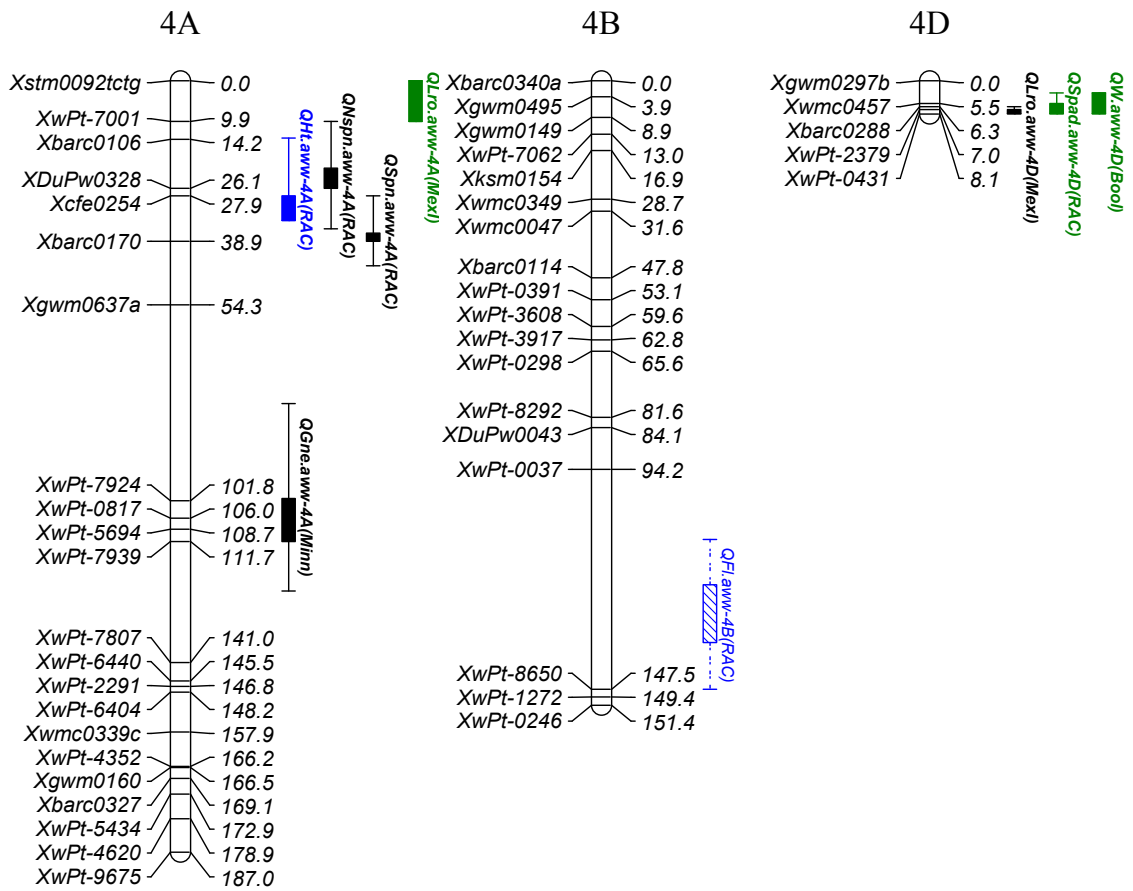 4A
Xstm0092tctg 0.0
XwPt-7001 9.9
Xbarc0106 14.2
XDuPw0328 26.1
Xcfe0254 27.9
Xbarc0170 38.9
Xgwm0637a 54.3
XwPt-7924 101.8
XwPt-0817 106.0
XwPt-5694 108.7
XwPt-7939 111.7
XwPt-7807 141.0
XwPt-6440 145.5
XwPt-2291 146.8
XwPt-6404 148.2
Xwmc0339c 157.9
XwPt-4352 166.2
Xgwm0160 166.5
Xbarc0327 169.1
XwPt-5434 172.9
XwPt-4620 178.9
XwPt-9675 187.0
QHt.aww-4A(RAC)
QNspn.aww-4A(RAC)
QSpn.aww-4A(RAC)
QLro.aww-4A(Mexl)
QGne.aww-4A(Minn)
4B
Xbarc0340a 0.0
Xgwm0495 3.9
Xgwm0149 8.9
XwPt-7062 13.0
Xksm0154 16.9
Xwmc0349 28.7
Xwmc0047 31.6
Xbarc0114 47.8
XwPt-0391 53.1
XwPt-3608 59.6
XwPt-3917 62.8
XwPt-0298 65.6
XwPt-8292 81.6
XDuPw0043 84.1
XwPt-0037 94.2
XwPt-8650 147.5
XwPt-1272 149.4
XwPt-0246 151.4
QFl.aww-4B(RAC)
4D
Xgwm0297b 0.0
Xwmc0457 5.5
Xbarc0288 6.3
XwPt-2379 7.0
XwPt-0431 8.1
QLro.aww-4D(Mexl)
QSpad.aww-4D(RAC)
QW.aww-4D(Bool)